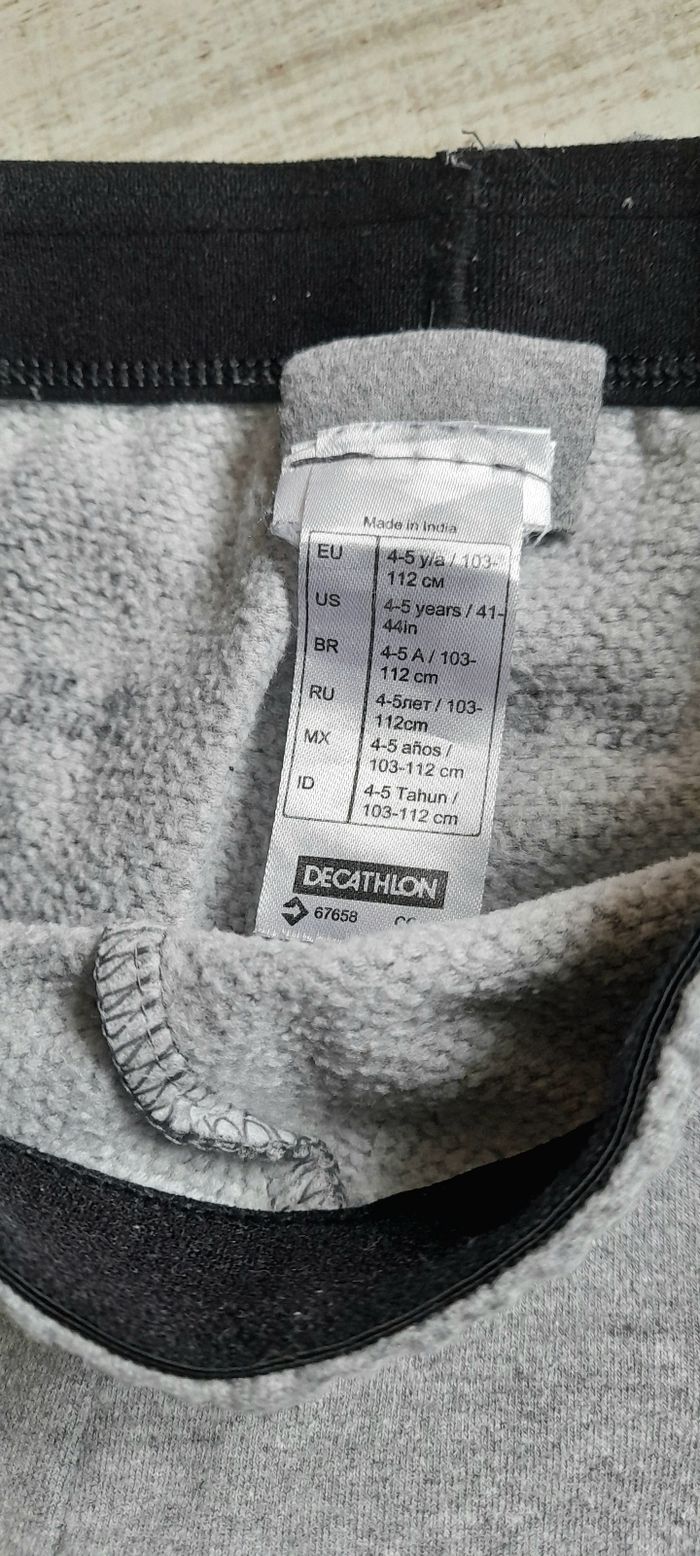 Made in India
EU 4-5 y/a / 103-
112 см
US 4-5 years / 41-
44in
BR 4-5 A / 103-
112 cm
RU 4-5лет / 103-
112cm
MX 4-5 años /
103-112 cm
ID 4-5 Tahun /
103-112 cm
DECATHLON
67658